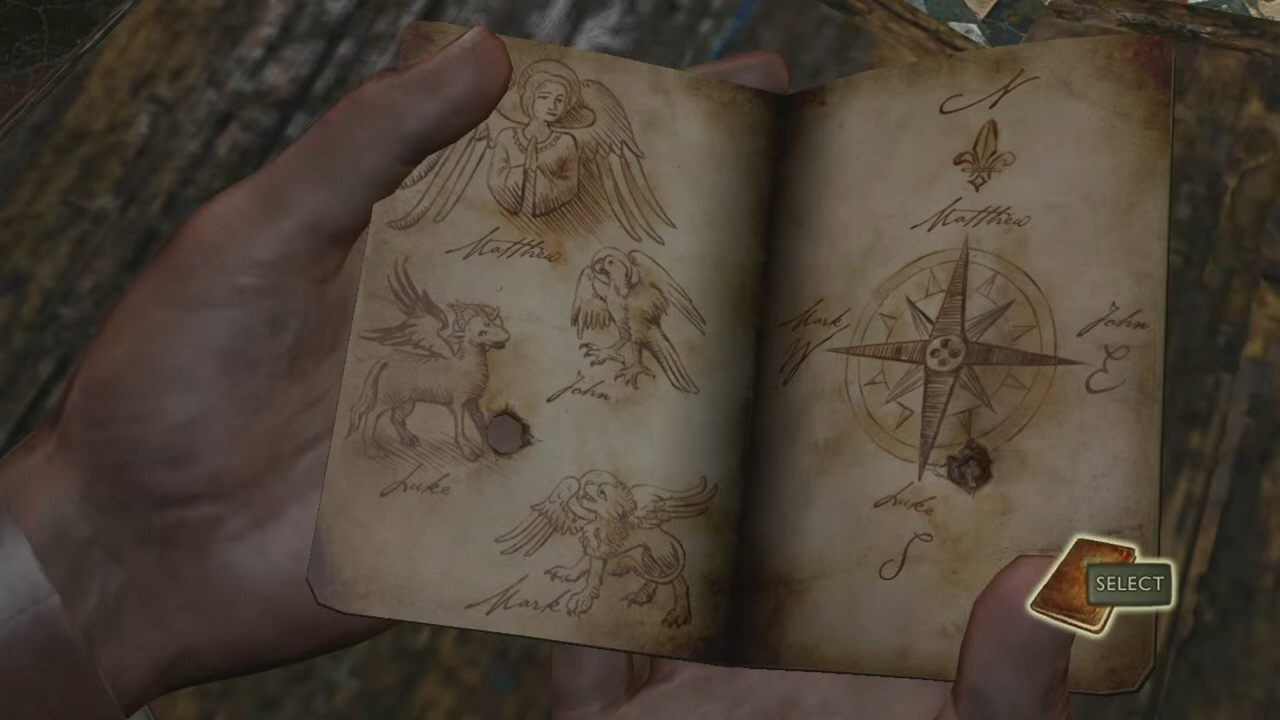 Matthew
John
Luke
Mark
N
Matthew
Mark
W
John
E
Luke
S
SELECT